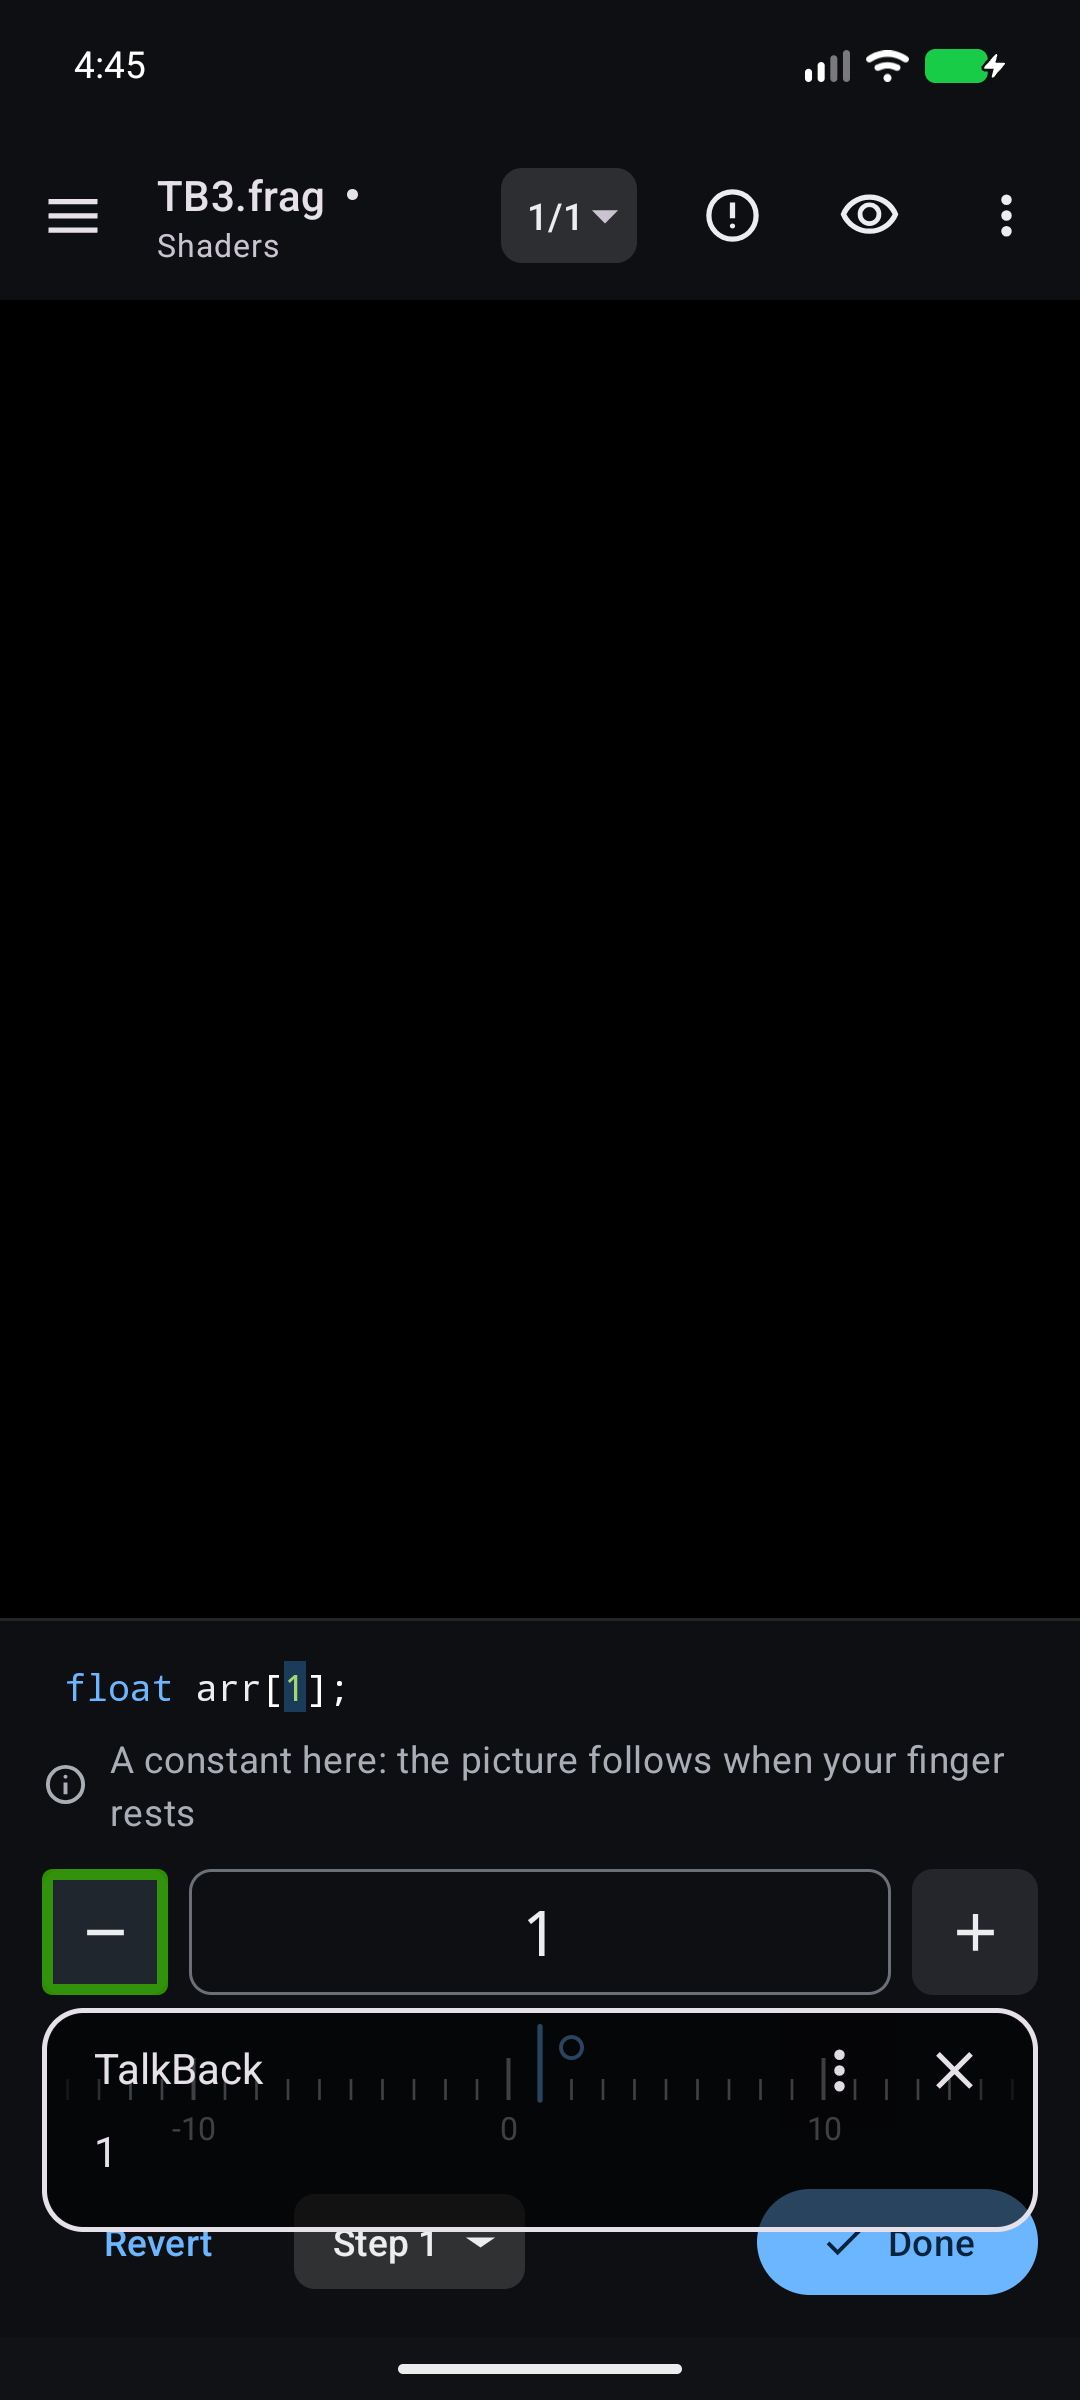 4:45
TB3.frag •
Shaders
1/1
float arr[1];
A constant here: the picture follows when your finger
rests
1
TalkBack
-10 0 10
1
Revert
Step 1
Done